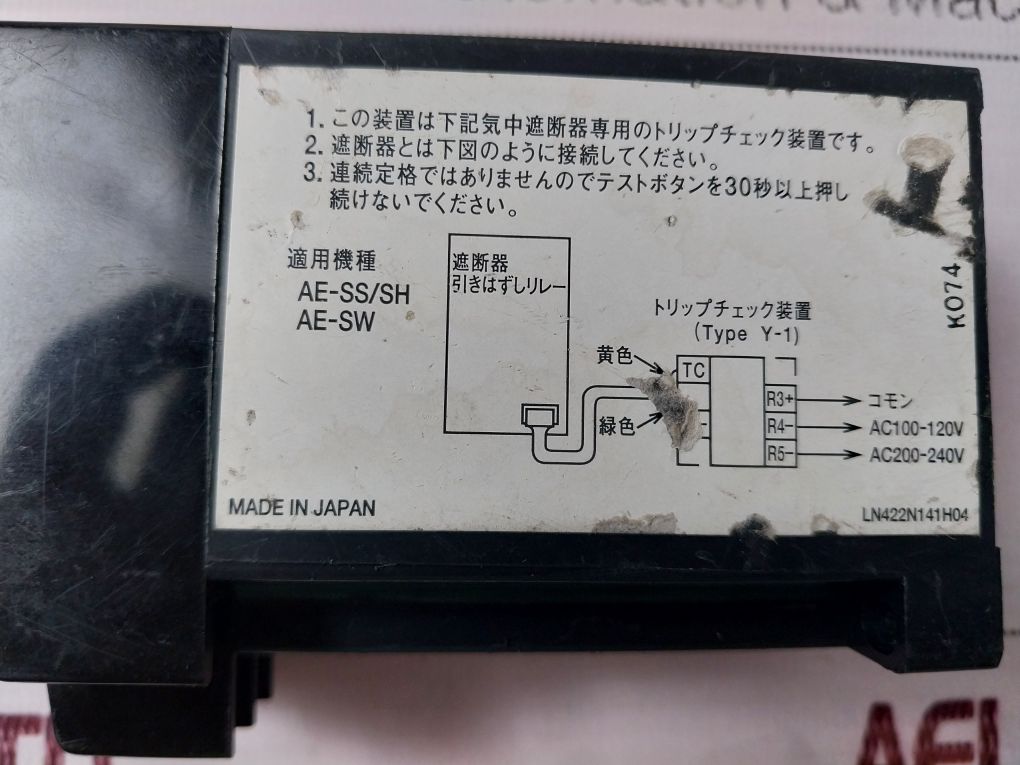 1. この装置は下記気中遮断器専用のトリップチェック装置です。
2. 遮断器とは下図のように接続してください。
3. 連続定格ではありませんのでテストボタンを30秒以上押し
続けないでください。
適用機種
AE-SS/SH
AE-SW
遮断器
引きはずしリレー
トリップチェック装置
(Type Y-1)
黄色
緑色
TC
R3+
R4-
R5-
コモン
AC100-120V
AC200-240V
K074
MADE IN JAPAN
LN422N141H04